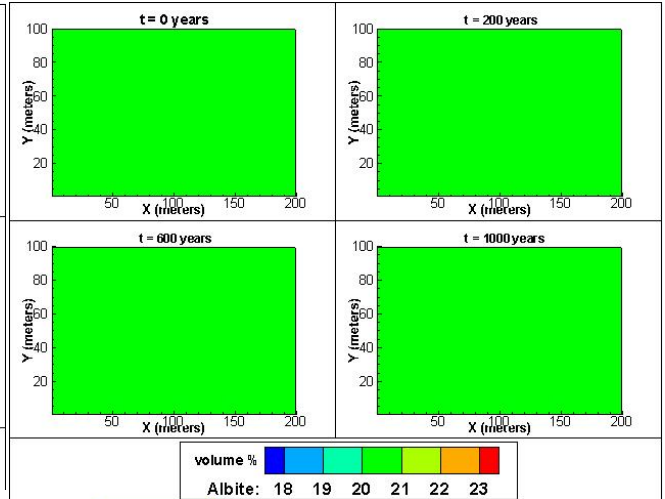 t = 0 years
100
80
60
40
20
Y (meters)
50 100 150 200
X (meters)
t = 200 years
100
80
60
40
20
Y (meters)
50 100 150 200
X (meters)
t = 600 years
100
80
60
40
20
Y (meters)
50 100 150 200
X (meters)
t = 1000 years
100
80
60
40
20
Y (meters)
50 100 150 200
X (meters)
volume %
Albite: 18 19 20 21 22 23